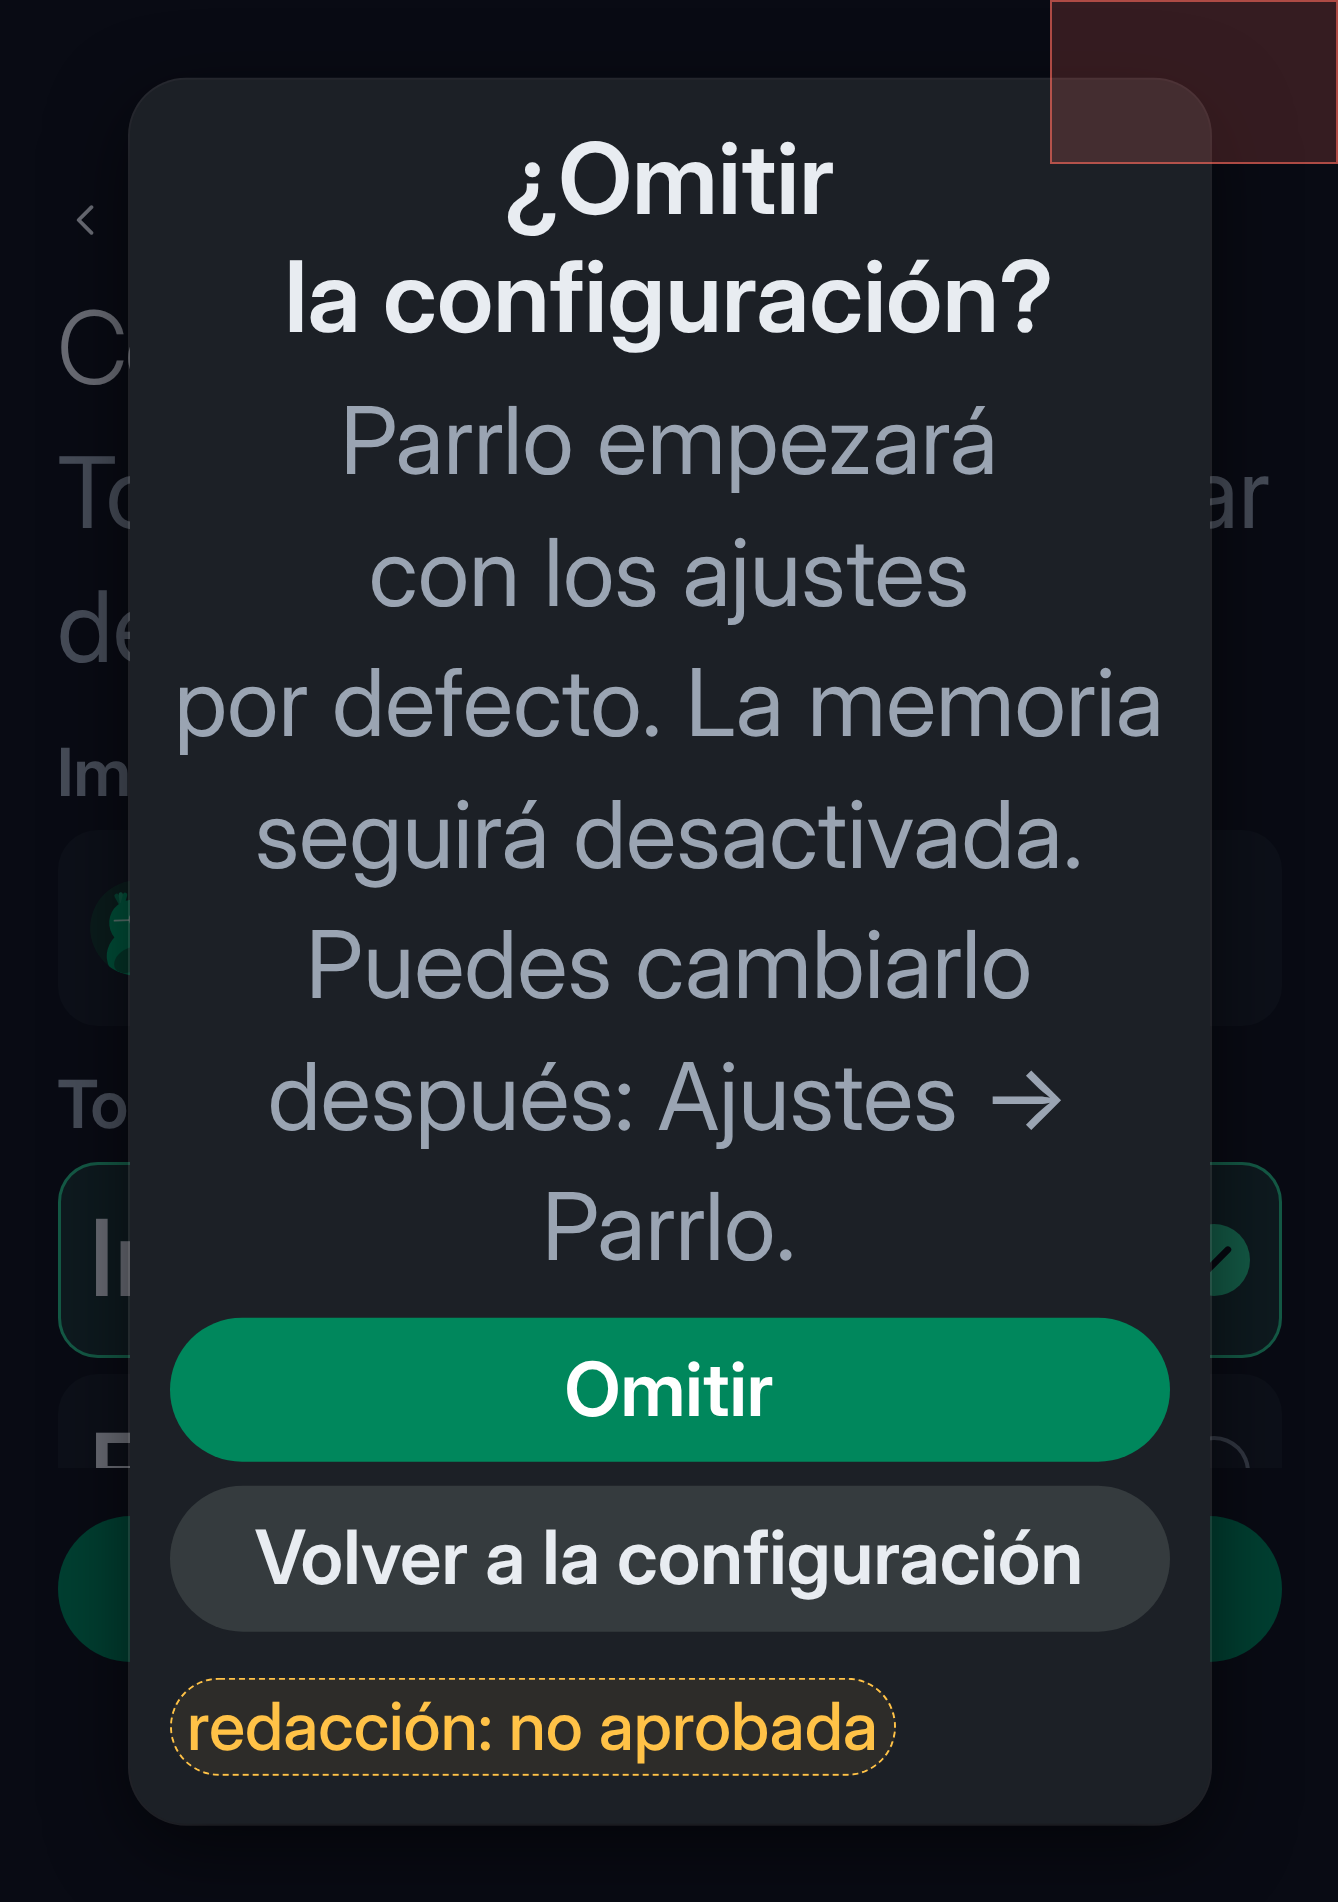 ¿Omitir
la configuración?
Parrlo empezará
con los ajustes
por defecto. La memoria
seguirá desactivada.
Puedes cambiarlo
después: Ajustes →
Parrlo.
Omitir
Volver a la configuración
redacción: no aprobada